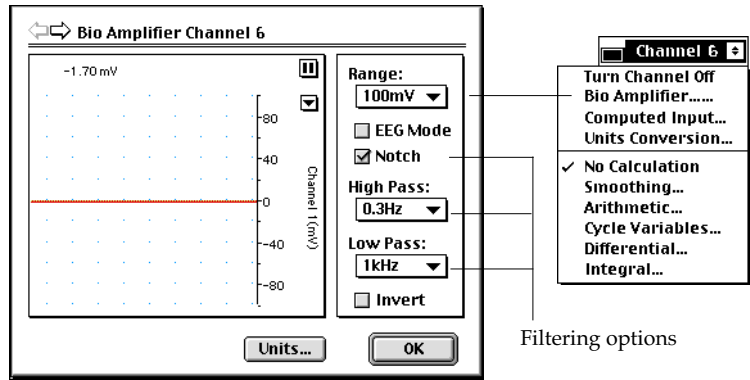 Bio Amplifier Channel 6
-1.70 mV
80
40
0
-40
-80
Channel 1 (mV)
Range:
100mV
EEG Mode
Notch
High Pass:
0.3Hz
Low Pass:
1kHz
Invert
Units...
OK
Channel 6
Turn Channel Off
Bio Amplifier......
Computed Input...
Units Conversion...
✓ No Calculation
Smoothing...
Arithmetic...
Cycle Variables...
Differential...
Integral...
Filtering options